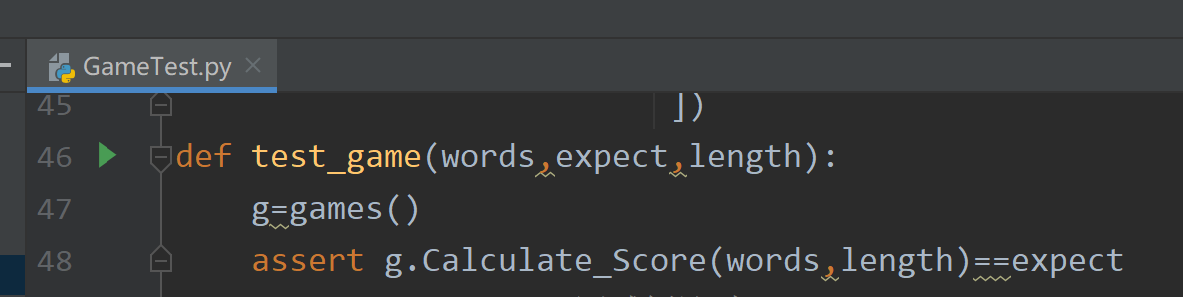 GameTest.py
45 ])
46 def test_game(words,expect,length):
47 g=games()
48 assert g.Calculate_Score(words,length)==expect